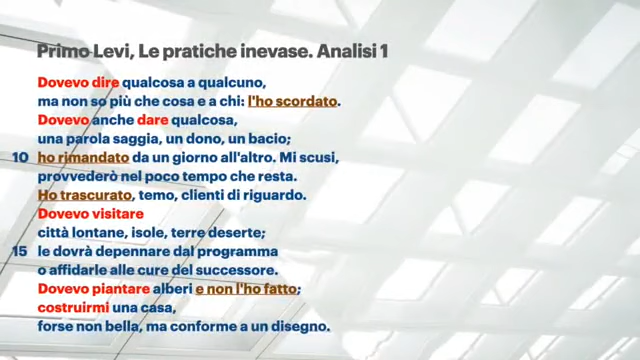 Primo Levi, Le pratiche inevase. Analisi 1
Dovevo dire qualcosa a qualcuno,
ma non so più che cosa e a chi: l'ho scordato.
Dovevo anche dare qualcosa,
una parola saggia, un dono, un bacio;
10 ho rimandato da un giorno all'altro. Mi scusi,
provvederò nel poco tempo che resta.
Ho trascurato, temo, clienti di riguardo.
Dovevo visitare
città lontane, isole, terre deserte;
15 le dovrà depennare dal programma
o affidarle alle cure del successore.
Dovevo piantare alberi e non l'ho fatto;
costruirmi una casa,
forse non bella, ma conforme a un disegno.